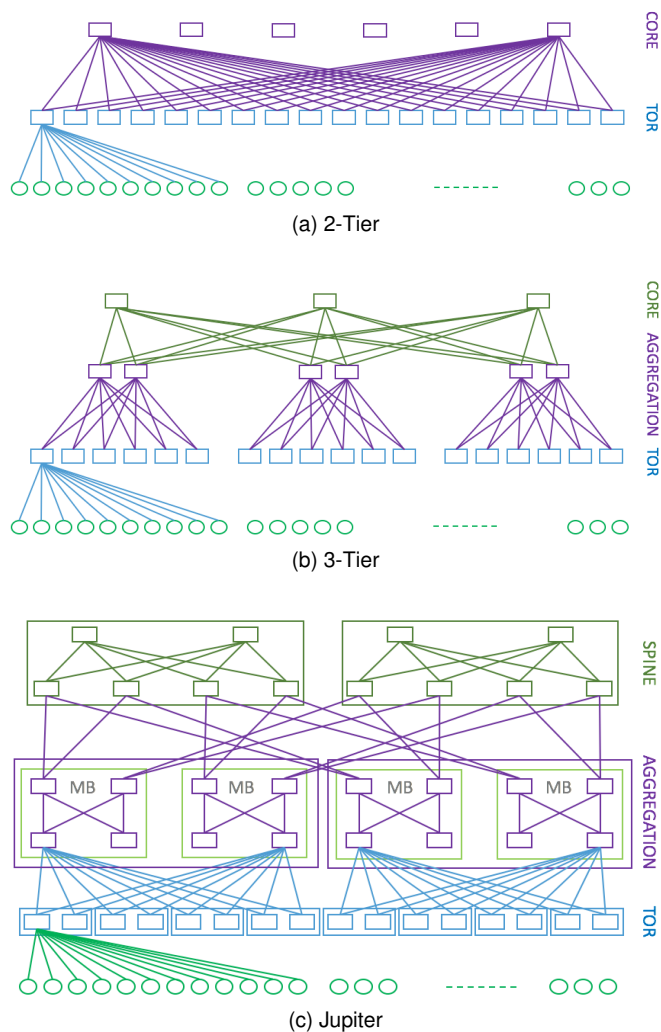 CORE
TOR
(a) 2-Tier
CORE
AGGREGATION
TOR
(b) 3-Tier
SPINE
AGGREGATION
MB
MB
MB
MB
TOR
(c) Jupiter